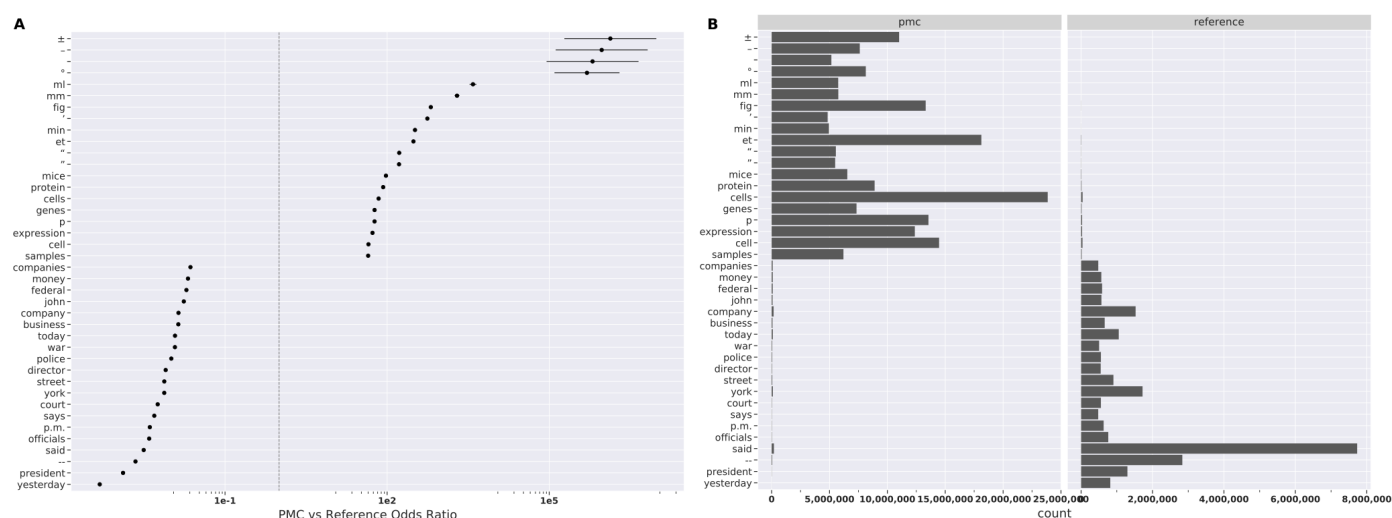 A
±
–
-
°
ml
mm
fig
′
min
et
“
”
mice
protein
cells
genes
p
expression
cell
samples
companies
money
federal
john
company
business
today
war
police
director
street
york
court
says
p.m.
officials
said
--
president
yesterday
1e-1 1e2 1e5
PMC vs Reference Odds Ratio
B
pmc reference
±
–
-
°
ml
mm
fig
′
min
et
“
”
mice
protein
cells
genes
p
expression
cell
samples
companies
money
federal
john
company
business
today
war
police
director
street
york
court
says
p.m.
officials
said
--
president
yesterday
0 5,000,000 10,000,000 15,000,000 20,000,000 25,000,000 0 2,000,000 4,000,000 6,000,000 8,000,000
count